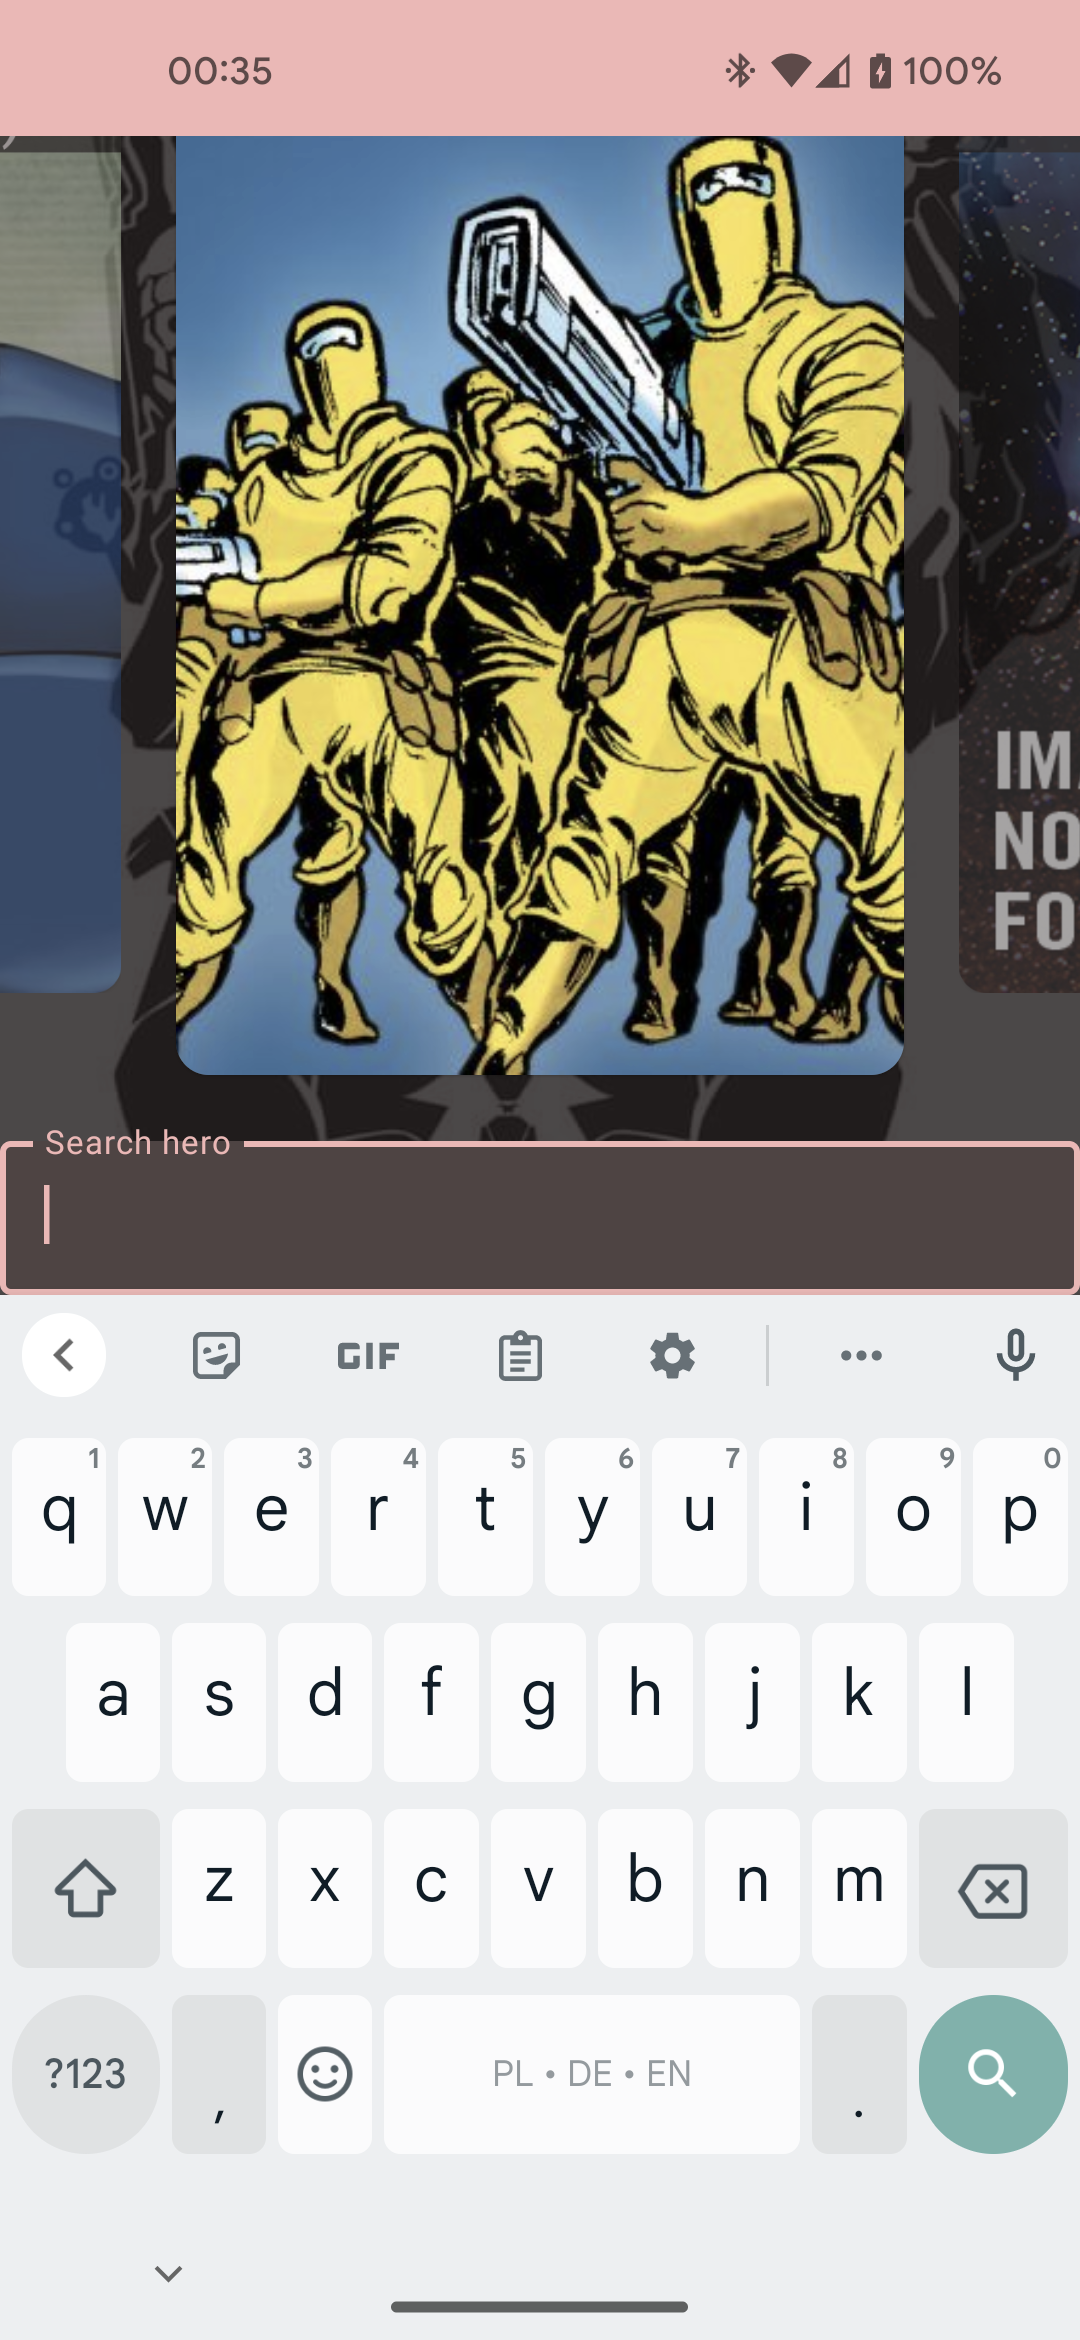 00:35 100%
IM
NO
FO
Search hero
GIF
1 2 3 4 5 6 7 8 9 0
q w e r t y u i o p
a s d f g h j k l
z x c v b n m
?123 , PL • DE • EN .